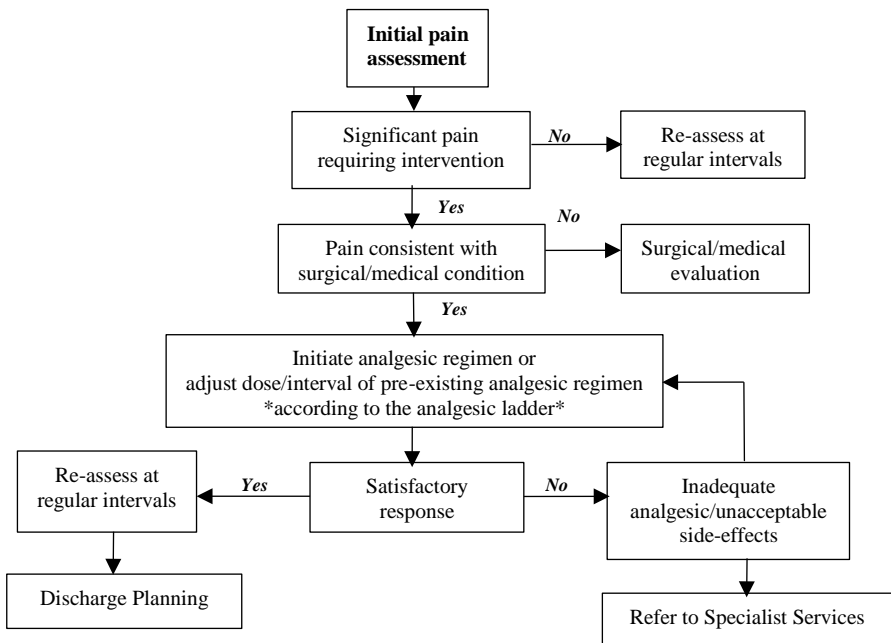 Initial pain
assessment
Significant pain
requiring intervention
No
Re-assess at
regular intervals
Yes
No
Pain consistent with
surgical/medical condition
Surgical/medical
evaluation
Yes
Initiate analgesic regimen or
adjust dose/interval of pre-existing analgesic regimen
*according to the analgesic ladder*
Re-assess at
regular intervals
Yes
Satisfactory
response
No
Inadequate
analgesic/unacceptable
side-effects
Discharge Planning
Refer to Specialist Services